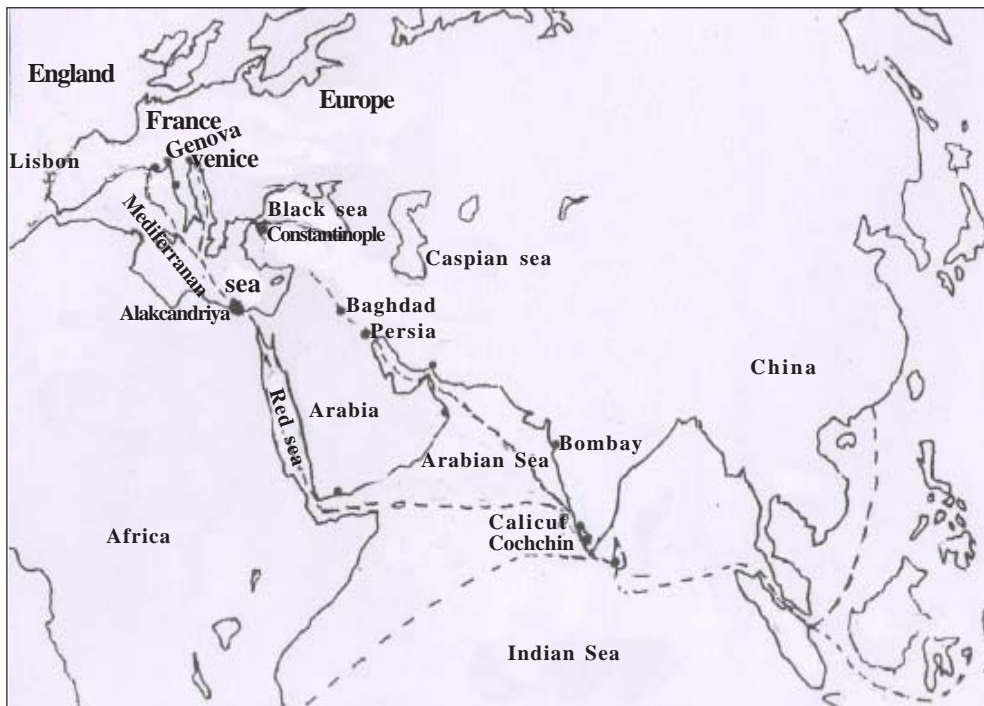 England
Europe
France
Genova
venice
Lisbon
Mediterranan
sea
Black sea
Constantinople
Caspian sea
Alakcandriya
Baghdad
Persia
China
Red sea
Arabia
Bombay
Arabian Sea
Calicut
Cochchin
Africa
Indian Sea